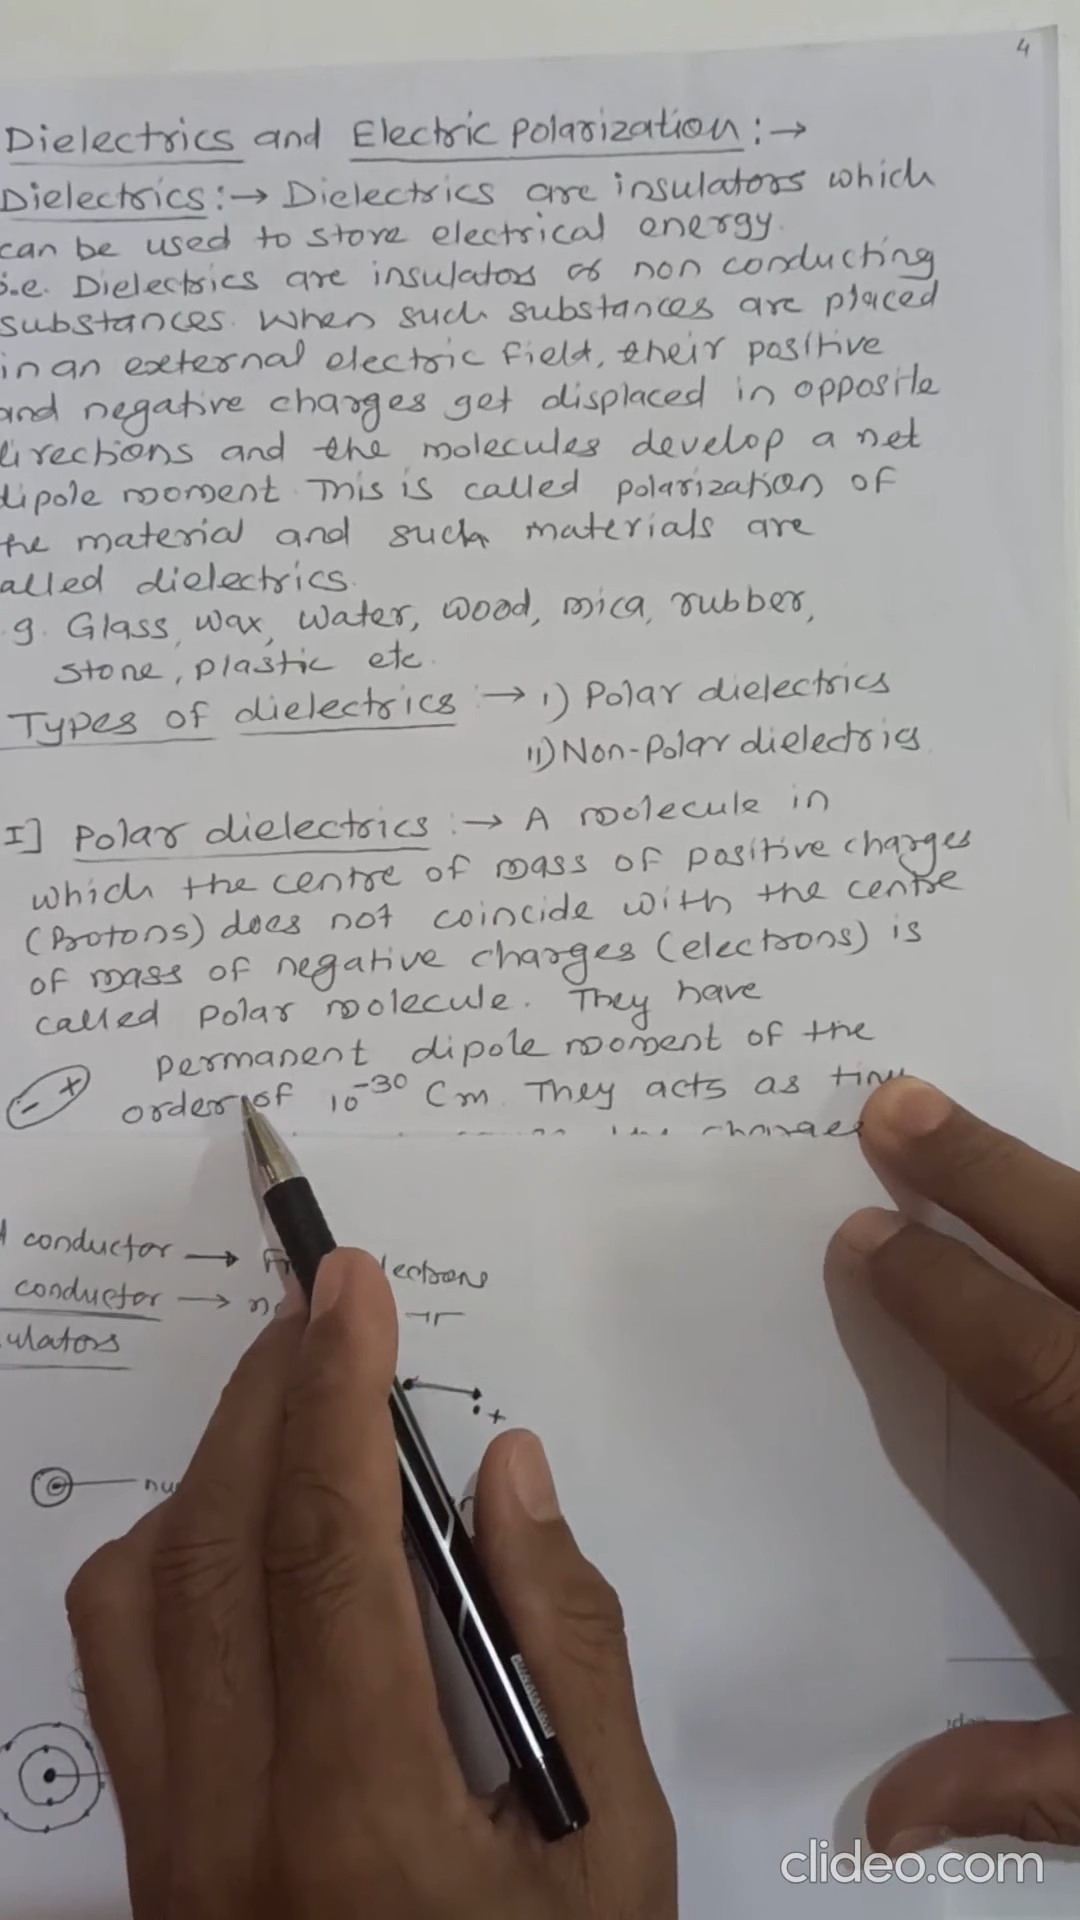 4
Dielectrics and Electric Polarization :→
Dielectrics :→ Dielectrics are insulators which
can be used to store electrical energy.
i.e. Dielectrics are insulators or non conducting
substances. When such substances are placed
in an external electric field, their positive
and negative charges get displaced in opposite
directions and the molecules develop a net
dipole moment. This is called polarization of
the material and such materials are
called dielectrics.
g. Glass, wax, water, wood, mica, rubber,
stone, plastic etc.
Types of dielectrics :→ i) Polar dielectrics
ii) Non-Polar dielectrics
I] Polar dielectrics :→ A molecule in
which the centre of mass of positive charges
(Protons) does not coincide with the centre
of mass of negative charges (electrons) is
called polar molecule. They have
permanent dipole moment of the
- +
order of 10⁻³⁰ Cm. They acts as tiny
charges
conductor → electrons
conductor →
ulators
+
clideo.com